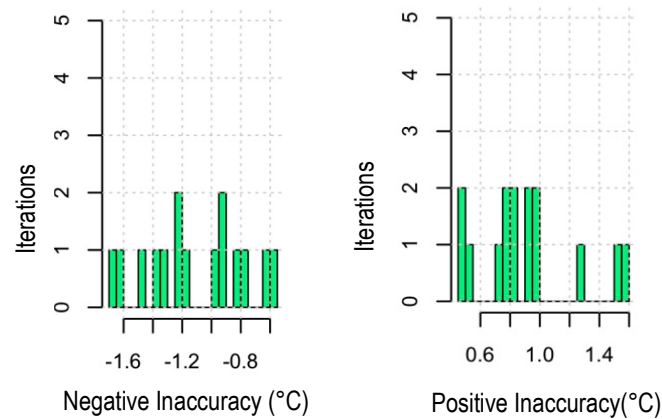 5
4
3
2
1
0
Iterations
-1.6 -1.2 -0.8
Negative Inaccuracy (°C)
5
4
3
2
1
0
Iterations
0.6 1.0 1.4
Positive Inaccuracy(°C)